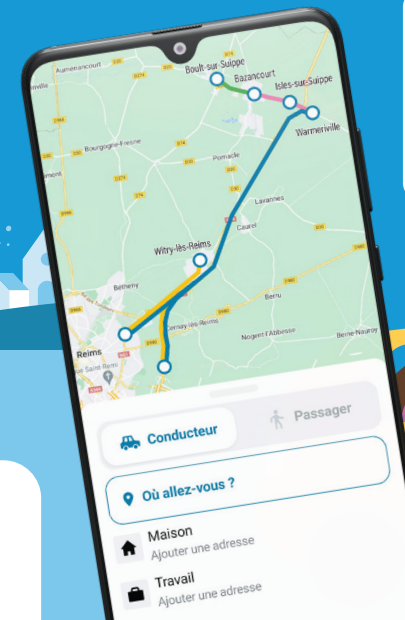 Auménancourt
Boult-sur-Suippe
Bazancourt
Isles-sur-Suippe
Warmeriville
Bourgogne-Fresne
Pomacle
Lavannes
Caurel
Witry-lès-Reims
Bétheny
Berru
Cernay-lès-Reims
Reims
Nogent l'Abbesse
Beine-Nauroy
Conducteur
Passager
Où allez-vous ?
Maison
Ajouter une adresse
Travail
Ajouter une adresse